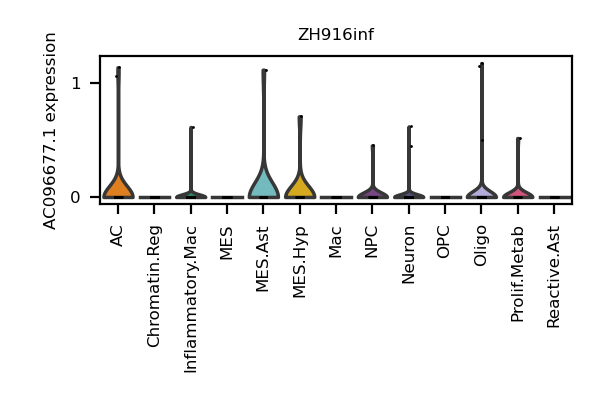 ZH916inf
AC096677.1 expression
1
0
AC
Chromatin.Reg
Inflammatory.Mac
MES
MES.Ast
MES.Hyp
Mac
NPC
Neuron
OPC
Oligo
Prolif.Metab
Reactive.Ast